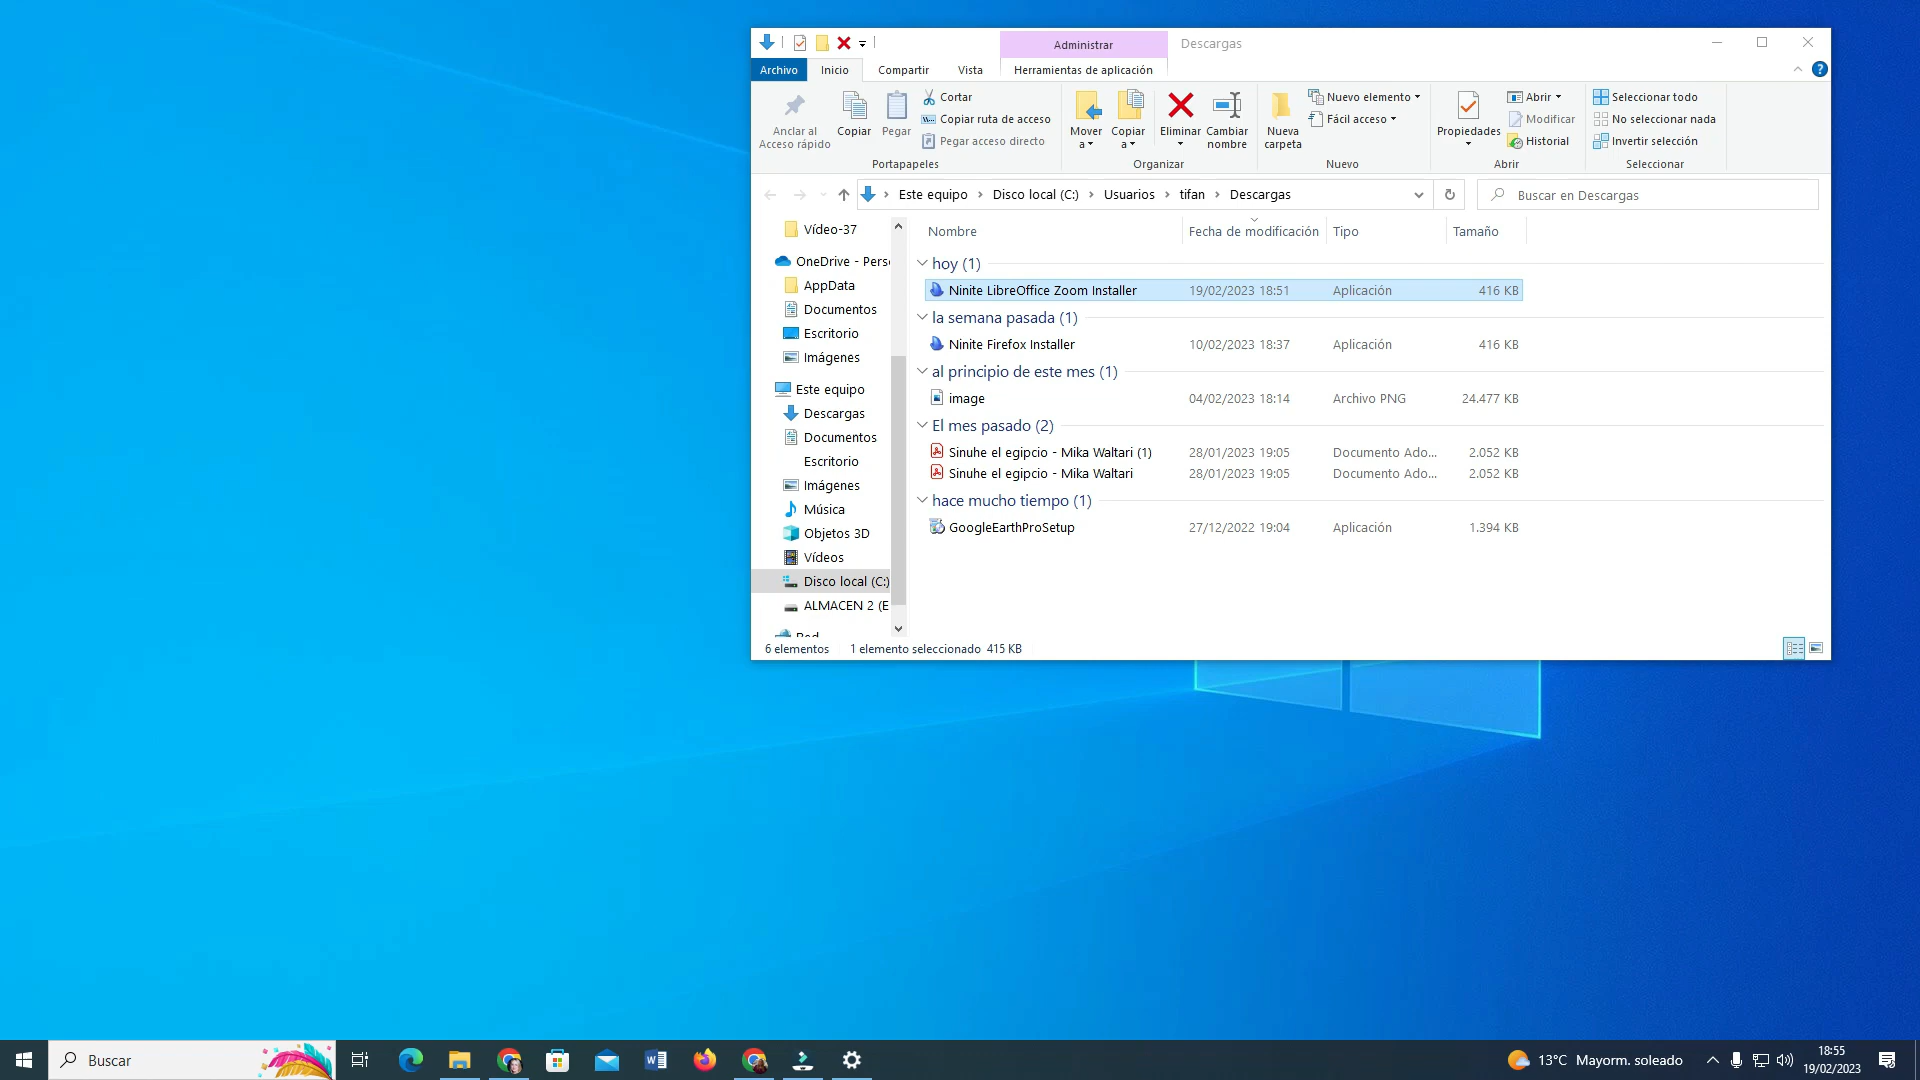 Administrar
Descargas
Archivo
Inicio
Compartir
Vista
Herramientas de aplicación
Anclar al
Acceso rápido
Copiar
Pegar
Cortar
Copiar ruta de acceso
Pegar acceso directo
Portapapeles
Mover
a
Copiar
a
Eliminar
Cambiar
nombre
Organizar
Nueva
carpeta
Nuevo elemento
Fácil acceso
Nuevo
Propiedades
Abrir
Modificar
Historial
Abrir
Seleccionar todo
No seleccionar nada
Invertir selección
Seleccionar
Este equipo > Disco local (C:) > Usuarios > tifan > Descargas
Buscar en Descargas
Vídeo-37
OneDrive - Pers
AppData
Documentos
Escritorio
Imágenes
Este equipo
Descargas
Documentos
Escritorio
Imágenes
Música
Objetos 3D
Vídeos
Disco local (C:)
ALMACEN 2 (E
Red
Nombre Fecha de modificación Tipo Tamaño
hoy (1)
Ninite LibreOffice Zoom Installer 19/02/2023 18:51 Aplicación 416 KB
la semana pasada (1)
Ninite Firefox Installer 10/02/2023 18:37 Aplicación 416 KB
al principio de este mes (1)
image 04/02/2023 18:14 Archivo PNG 24.477 KB
El mes pasado (2)
Sinuhe el egipcio - Mika Waltari (1) 28/01/2023 19:05 Documento Ado... 2.052 KB
Sinuhe el egipcio - Mika Waltari 28/01/2023 19:05 Documento Ado... 2.052 KB
hace mucho tiempo (1)
GoogleEarthProSetup 27/12/2022 19:04 Aplicación 1.394 KB
6 elementos 1 elemento seleccionado 415 KB
Buscar
13°C Mayorm. soleado
18:55
19/02/2023